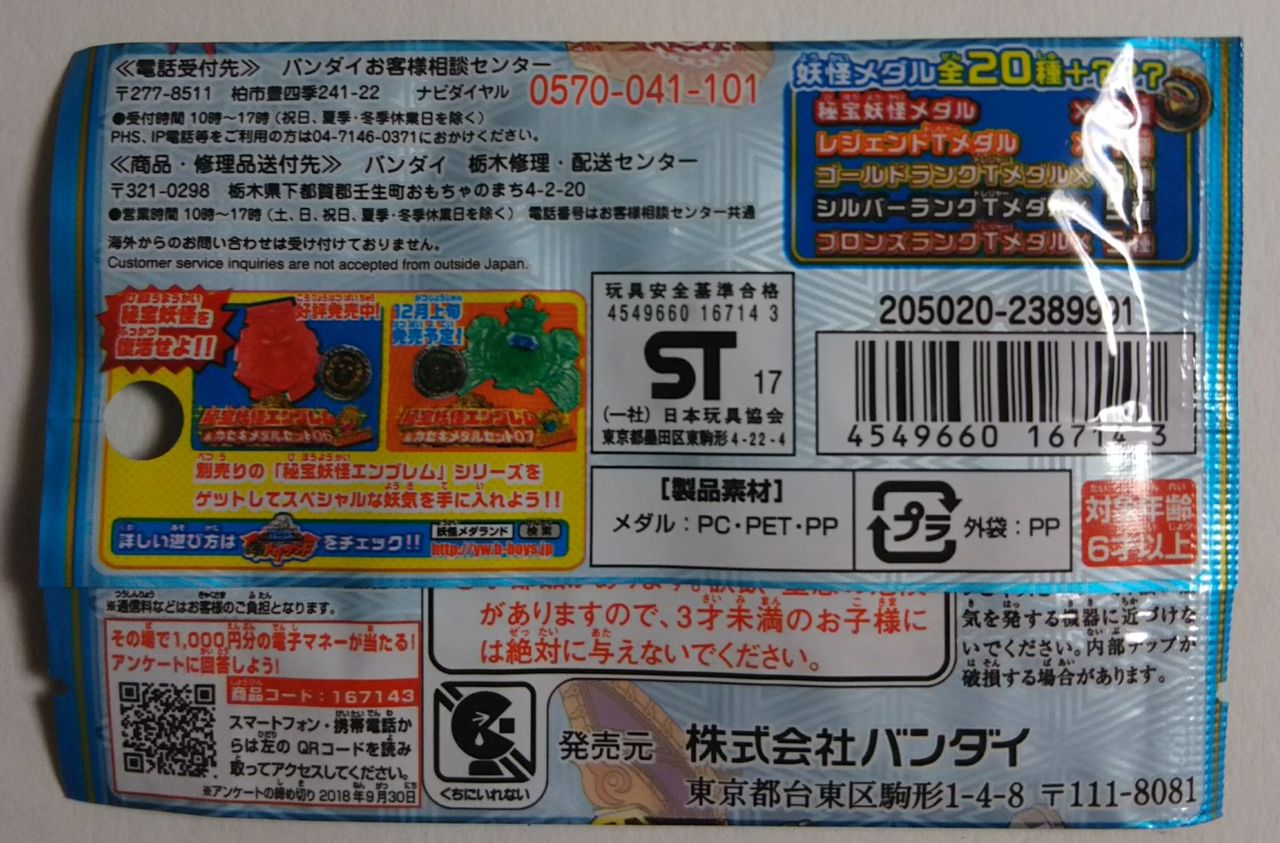 ≪電話受付先≫ バンダイお客様相談センター
〒277-8511 柏市豊四季241-22 ナビダイヤル 0570-041-101
●受付時間 10時～17時(祝日、夏季・冬季休業日を除く)
PHS、IP電話等をご利用の方は04-7146-0371におかけください。
≪商品・修理品送付先≫ バンダイ 栃木修理・配送センター
〒321-0298 栃木県下都賀郡壬生町おもちゃのまち4-2-20
●営業時間 10時～17時(土、日、祝日、夏季・冬季休業日を除く) 電話番号はお客様相談センター共通
海外からのお問い合わせは受け付けておりません。
Customer service inquiries are not accepted from outside Japan.
妖怪メダル全20種+???
秘宝妖怪メダル
レジェンドTメダル
ゴールドランクTメダル×
シルバーランクTメダル
ブロンズランクTメダル×
秘宝妖怪を
復活せよ!!
好評発売中!
12月上旬
発売予定!
秘宝妖怪エンブレム
メダルセット06
秘宝妖怪エンブレム
メダルセット07
別売りの「秘宝妖怪エンブレム」シリーズを
ゲットしてスペシャルな妖気を手に入れよう!!
詳しい遊び方は
をチェック!!
妖怪メダランド 検索
http://yw.b-boys.jp
玩具安全基準合格
4549660 16714 3
ST 17
(一社)日本玩具協会
東京都墨田区東駒形4-22-4
205020-2389991
4549660 16714 3
[製品素材]
メダル:PC・PET・PP
プラ 外袋:PP
対象年齢
6才以上
※通信料などはお客様のご負担となります。
その場で1,000円分の電子マネーが当たる!
アンケートに回答しよう!
商品コード:167143
スマートフォン・携帯電話か
らは左の QRコードを読み
取ってアクセスしてください。
※アンケートの締め切り 2018年9月30日
がありますので、3才未満のお子様に
は絶対に与えないでください。
くちにいれない
気を発する機器に近づけな
いでください。内部チップが
破損する場合があります。
発売元 株式会社バンダイ
東京都台東区駒形1-4-8 〒111-8081